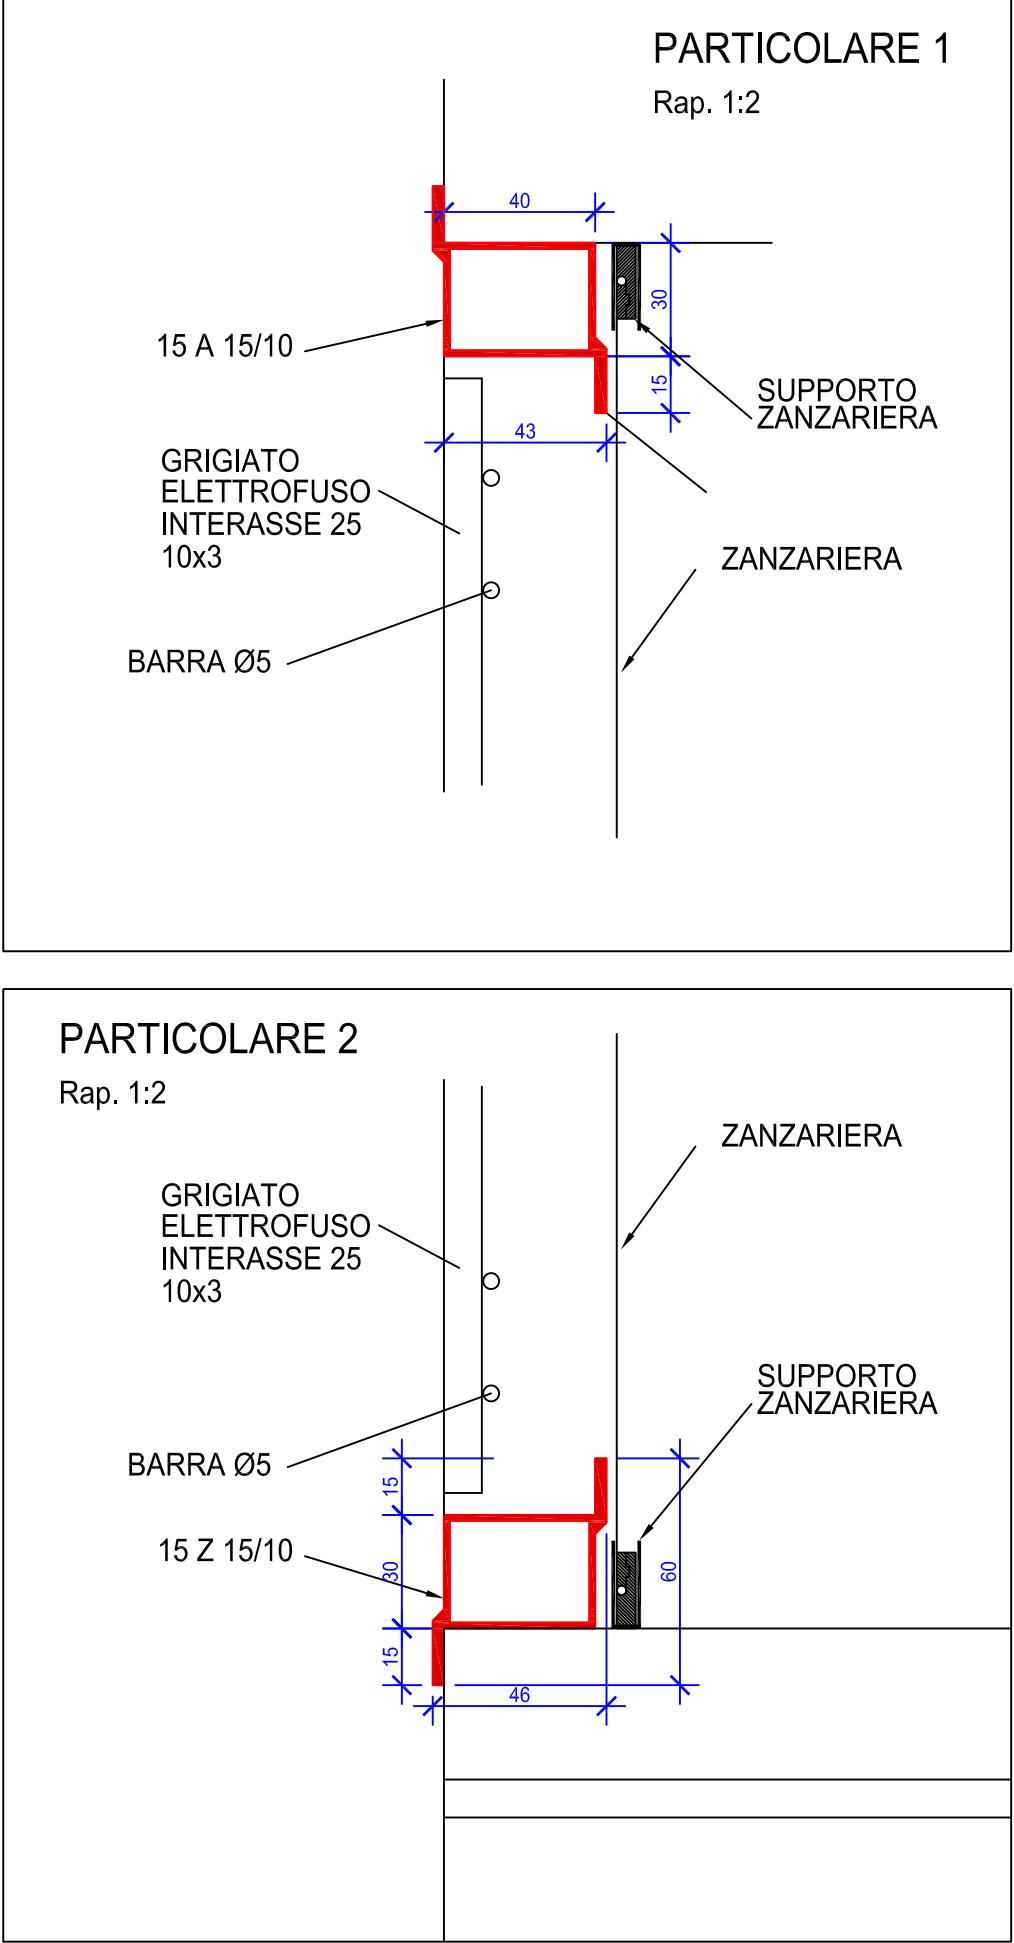 PARTICOLARE 1
Rap. 1:2
40
30
15 A 15/10
15
SUPPORTO
ZANZARIERA
43
GRIGIATO
ELETTROFUSO
INTERASSE 25
10x3
ZANZARIERA
BARRA Ø5
PARTICOLARE 2
Rap. 1:2
ZANZARIERA
GRIGIATO
ELETTROFUSO
INTERASSE 25
10x3
SUPPORTO
ZANZARIERA
BARRA Ø5
15
15 Z 15/10
30
60
15
46